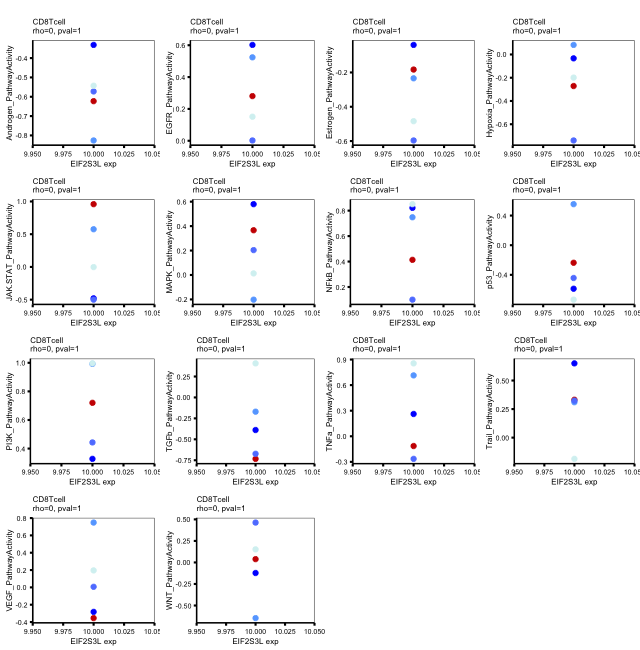 CD8Tcell
rho=0, pval=1
Androgen_PathwayActivity
-0.4
-0.5
-0.6
-0.7
-0.8
9.950 9.975 10.000 10.025 10.05
EIF2S3L exp
CD8Tcell
rho=0, pval=1
EGFR_PathwayActivity
0.6
0.4
0.2
0.0
9.950 9.975 10.000 10.025 10.05
EIF2S3L exp
CD8Tcell
rho=0, pval=1
Estrogen_PathwayActivity
-0.2
-0.4
-0.6
9.950 9.975 10.000 10.025 10.05
EIF2S3L exp
CD8Tcell
rho=0, pval=1
Hypoxia_PathwayActivity
0.0
-0.2
-0.4
-0.6
9.950 9.975 10.000 10.025 10.05
EIF2S3L exp
CD8Tcell
rho=0, pval=1
JAK.STAT_PathwayActivity
1.0
0.5
0.0
-0.5
9.950 9.975 10.000 10.025 10.05
EIF2S3L exp
CD8Tcell
rho=0, pval=1
MAPK_PathwayActivity
0.6
0.4
0.2
0.0
-0.2
9.950 9.975 10.000 10.025 10.05
EIF2S3L exp
CD8Tcell
rho=0, pval=1
NFkB_PathwayActivity
0.8
0.6
0.4
0.2
9.950 9.975 10.000 10.025 10.05
EIF2S3L exp
CD8Tcell
rho=0, pval=1
p53_PathwayActivity
0.4
0.0
-0.4
9.950 9.975 10.000 10.025 10.05
EIF2S3L exp
CD8Tcell
rho=0, pval=1
PI3K_PathwayActivity
1.0
0.8
0.6
0.4
9.950 9.975 10.000 10.025 10.05
EIF2S3L exp
CD8Tcell
rho=0, pval=1
TGFb_PathwayActivity
0.25
0.00
-0.25
-0.50
-0.75
9.950 9.975 10.000 10.025 10.05
EIF2S3L exp
CD8Tcell
rho=0, pval=1
TNFa_PathwayActivity
0.9
0.6
0.3
0.0
-0.3
9.950 9.975 10.000 10.025 10.05
EIF2S3L exp
CD8Tcell
rho=0, pval=1
Trail_PathwayActivity
0.50
0.00
9.950 9.975 10.000 10.025 10.05
EIF2S3L exp
CD8Tcell
rho=0, pval=1
VEGF_PathwayActivity
0.8
0.6
0.4
0.2
0.0
-0.2
-0.4
9.950 9.975 10.000 10.025 10.05
EIF2S3L exp
CD8Tcell
rho=0, pval=1
WNT_PathwayActivity
0.50
0.25
0.00
-0.25
-0.50
9.950 9.975 10.000 10.025 10.050
EIF2S3L exp